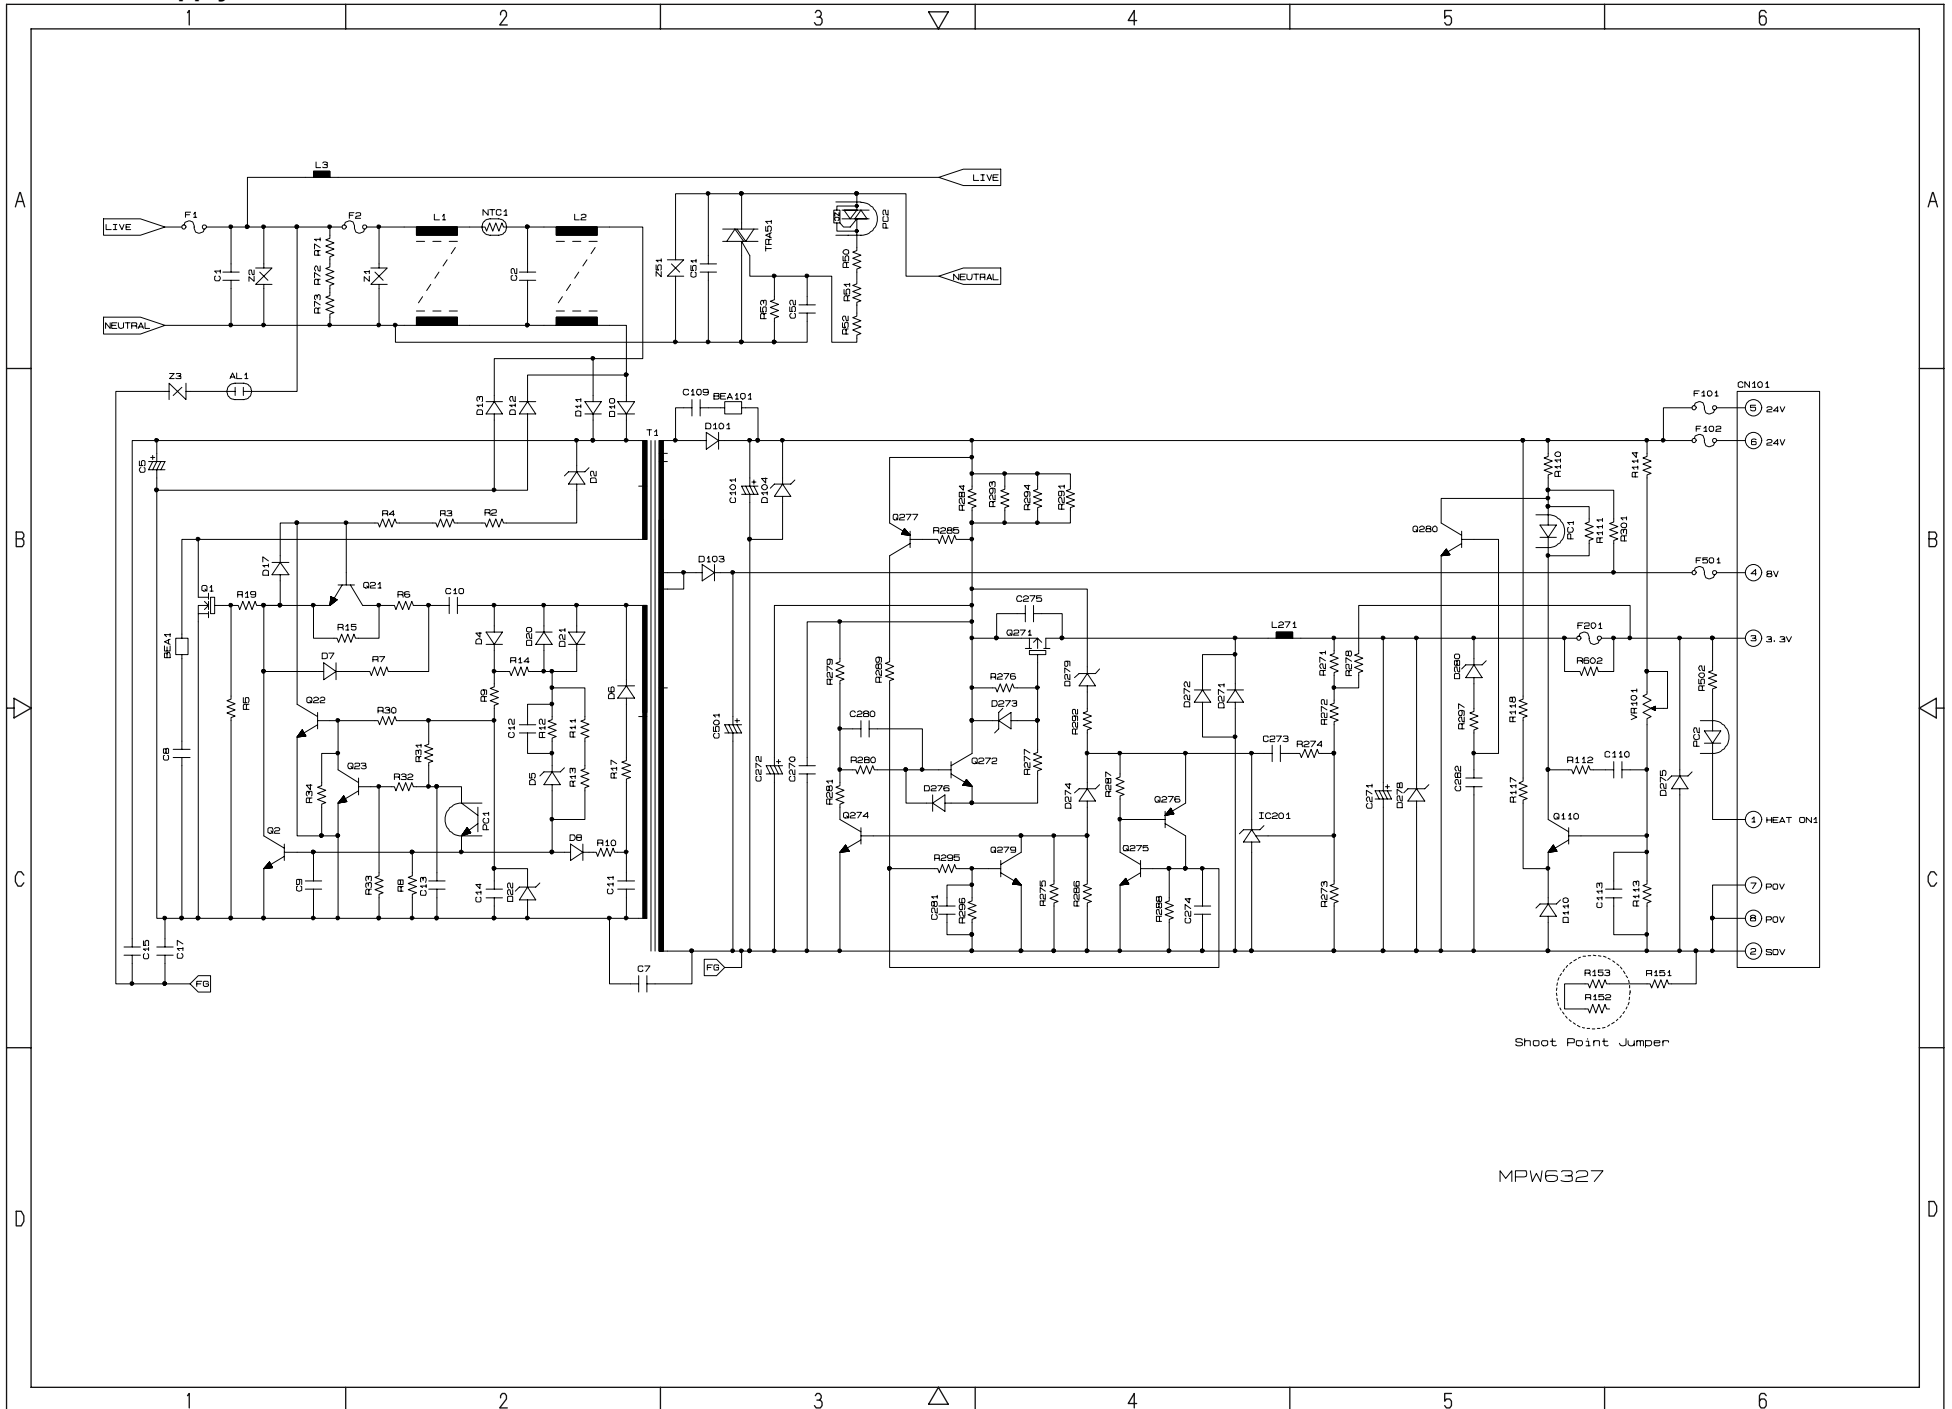 1 2 3 4 5 6
A A
L3
LIVE
LIVE
F1
F2
L1
NTC1
L2
C1
Z2
R71
R72
R73
Z1
C2
Z51
C51
TRA51
R53
C52
PC2
R50
R51
R52
NEUTRAL
NEUTRAL
Z3
AL1
D13
D12
D11
D10
C109
BEA101
D101
T1
CN101
F101
5 24V
F102
6 24V
B B
C5
D2
C101
D104
R284
R293
R294
R291
R110
R114
R4
R3
R2
Q277
R285
Q280
PC1
R111
R301
D17
Q21
D103
F501
4 8V
Q1
R19
R6
C10
BEA1
R15
D4
D20
D21
C275
Q271
L271
F201
3 3.3V
D7
R7
R14
R279
R289
R276
D279
D272
D271
R271
R278
D280
R602
R502
R5
Q22
R9
D6
D273
R292
R272
R297
R118
VR101
R30
C12
R12
R11
C501
C280
Q272
R277
C273
R274
PC2
C8
R31
C272
C270
R280
R112
C110
Q23
R32
D5
R13
R17
R281
D276
D274
R287
Q276
C271
D278
C282
R117
D275
R34
PC1
Q2
Q274
IC201
Q110
1 HEAT ON1
D8
R10
R295
Q279
Q275
C C
C9
R33
R8
C13
C14
D22
C11
C281
R296
R275
R286
R288
C274
R273
D110
C113
R113
7 POV
8 POV
2 SOV
C15
C17
FG
C7
FG
R153
R151
R152
Shoot Point Jumper
MPW6327
D D
1 2 3 4 5 6